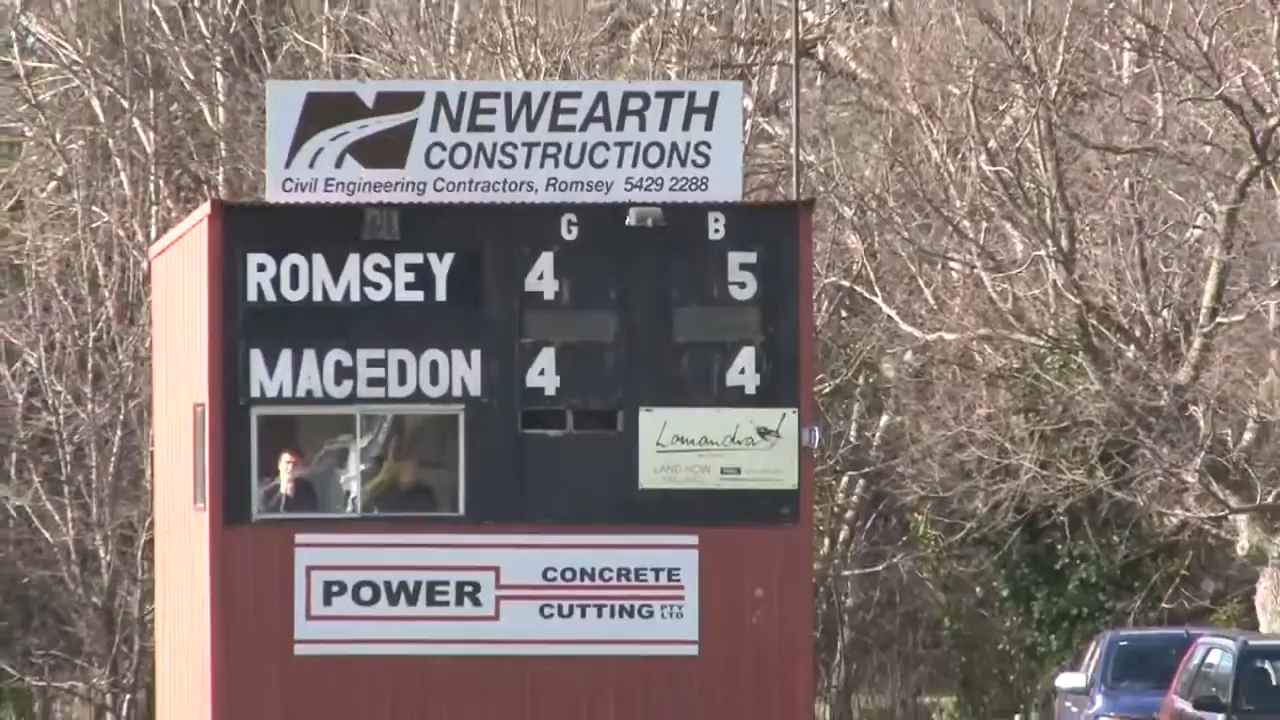 NEWEARTH
CONSTRUCTIONS
Civil Engineering Contractors, Romsey 5429 2288
G B
ROMSEY 4 5
MACEDON 4 4
Lomandra
LAND NOW
POWER
CONCRETE
CUTTING PTY LTD